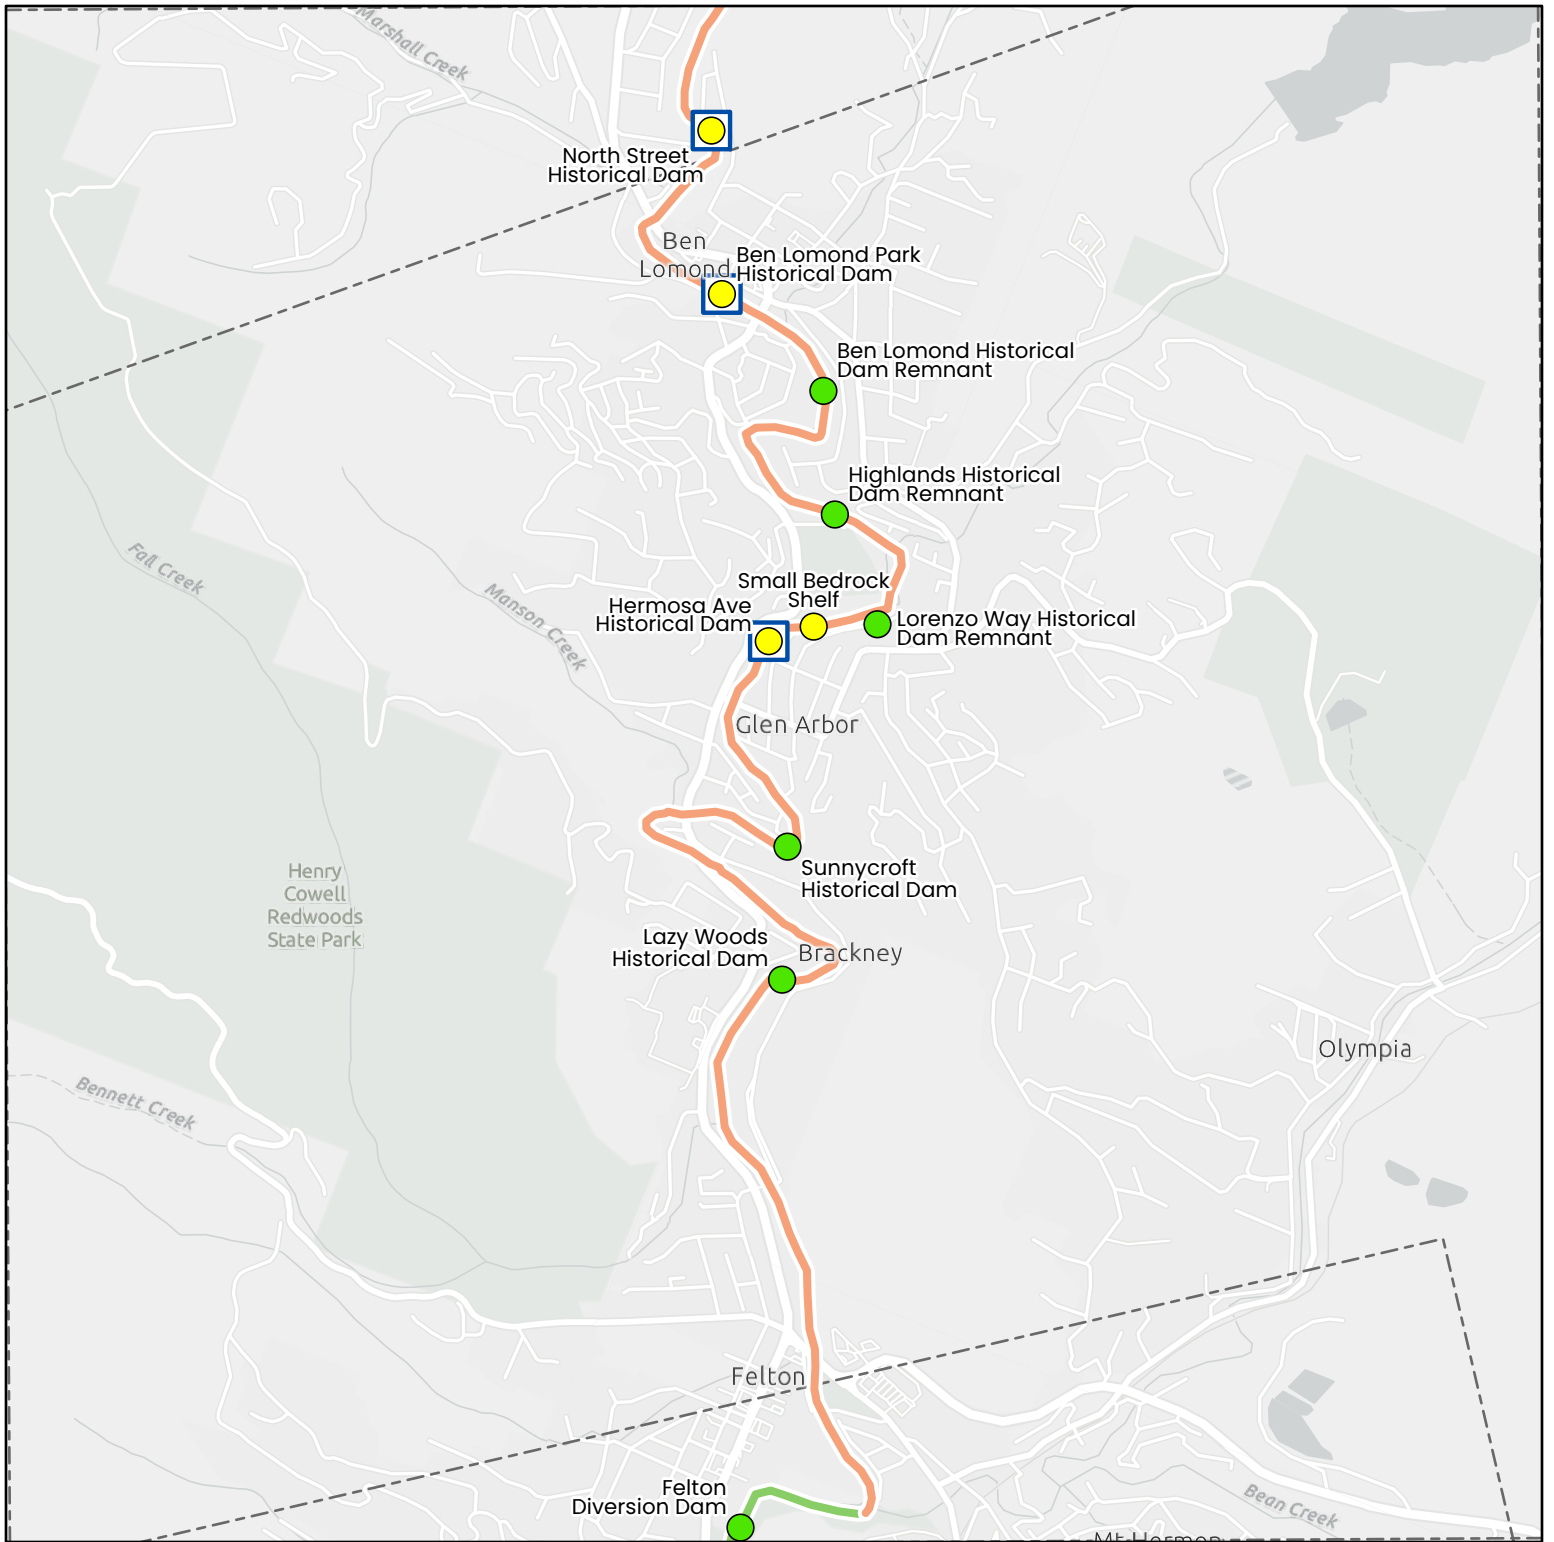 Marshall Creek
North Street
Historical Dam
Ben
Lomond
Ben Lomond Park
Historical Dam
Ben Lomond Historical
Dam Remnant
Highlands Historical
Dam Remnant
Fall Creek
Manson Creek
Small Bedrock
Shelf
Hermosa Ave
Historical Dam
Lorenzo Way Historical
Dam Remnant
Glen Arbor
Henry
Cowell
Redwoods
State Park
Sunnycroft
Historical Dam
Lazy Woods
Historical Dam
Brackney
Olympia
Bennett Creek
Felton
Felton
Diversion Dam
Bean Creek
Mt Hermon